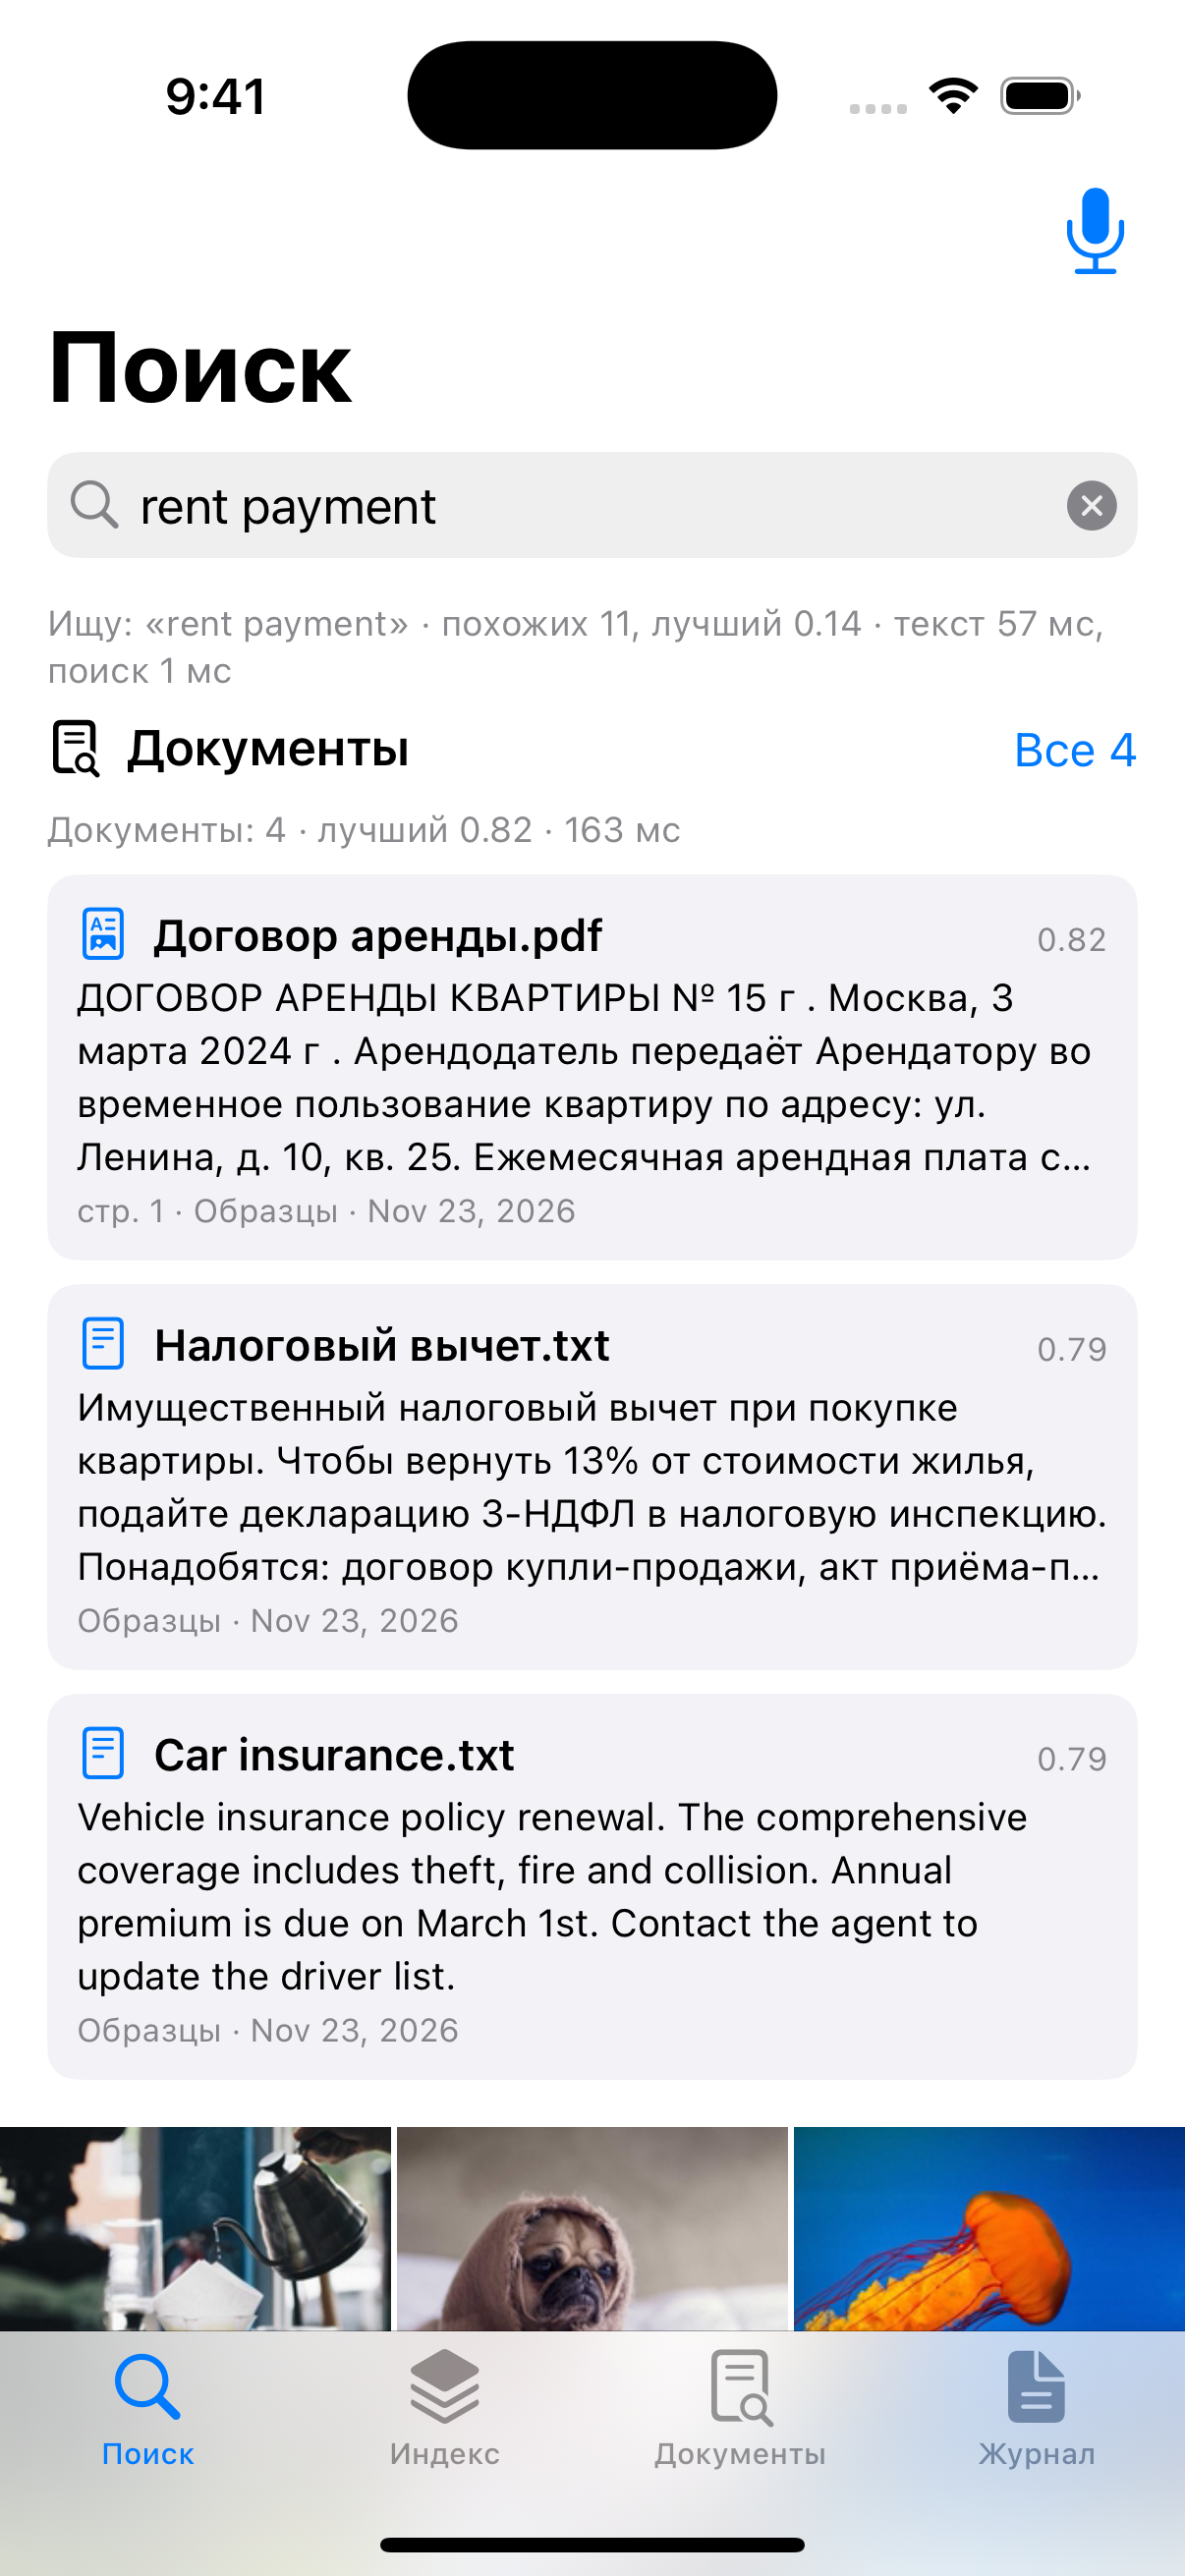 9:41
Поиск
rent payment
Ищу: «rent payment» · похожих 11, лучший 0.14 · текст 57 мс,
поиск 1 мс
Документы
Все 4
Документы: 4 · лучший 0.82 · 163 мс
Договор аренды.pdf
0.82
ДОГОВОР АРЕНДЫ КВАРТИРЫ № 15 г . Москва, 3
марта 2024 г . Арендодатель передаёт Арендатору во
временное пользование квартиру по адресу: ул.
Ленина, д. 10, кв. 25. Ежемесячная арендная плата с...
стр. 1 · Образцы · Nov 23, 2026
Налоговый вычет.txt
0.79
Имущественный налоговый вычет при покупке
квартиры. Чтобы вернуть 13% от стоимости жилья,
подайте декларацию 3-НДФЛ в налоговую инспекцию.
Понадобятся: договор купли-продажи, акт приёма-п...
Образцы · Nov 23, 2026
Car insurance.txt
0.79
Vehicle insurance policy renewal. The comprehensive
coverage includes theft, fire and collision. Annual
premium is due on March 1st. Contact the agent to
update the driver list.
Образцы · Nov 23, 2026
Поиск
Индекс
Документы
Журнал